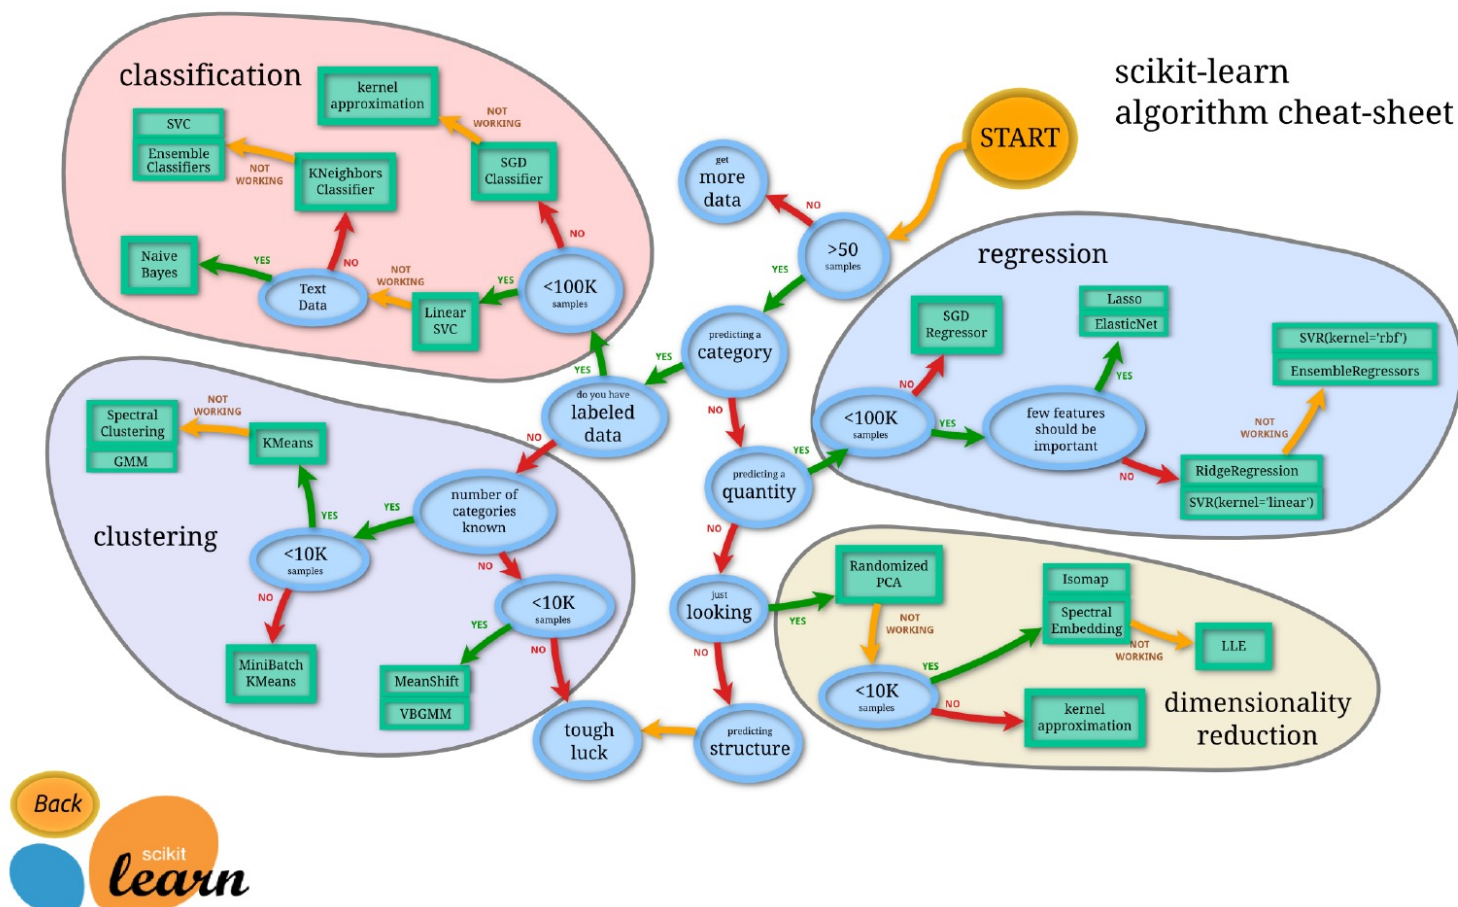 scikit-learn
algorithm cheat-sheet
START
get
more
data
NO
>50
samples
YES
predicting a
category
YES
NO
do you have
labeled
data
YES
NO
predicting a
quantity
YES
NO
just
looking
YES
NO
predicting
structure
tough
luck
classification
kernel
approximation
NOT
WORKING
SGD
Classifier
NO
<100K
samples
YES
Linear
SVC
NOT
WORKING
Text
Data
YES
Naive
Bayes
NO
KNeighbors
Classifier
NOT
WORKING
SVC
Ensemble
Classifiers
clustering
number of
categories
known
YES
NO
<10K
samples
YES
KMeans
NOT
WORKING
Spectral
Clustering
GMM
NO
MiniBatch
KMeans
<10K
samples
YES
MeanShift
VBGMM
NO
regression
<100K
samples
NO
SGD
Regressor
YES
few features
should be
important
YES
Lasso
ElasticNet
NO
RidgeRegression
SVR(kernel='linear')
NOT
WORKING
SVR(kernel='rbf')
EnsembleRegressors
dimensionality
reduction
Randomized
PCA
NOT
WORKING
<10K
samples
YES
Isomap
Spectral
Embedding
NOT
WORKING
LLE
NO
kernel
approximation
Back
scikit
learn